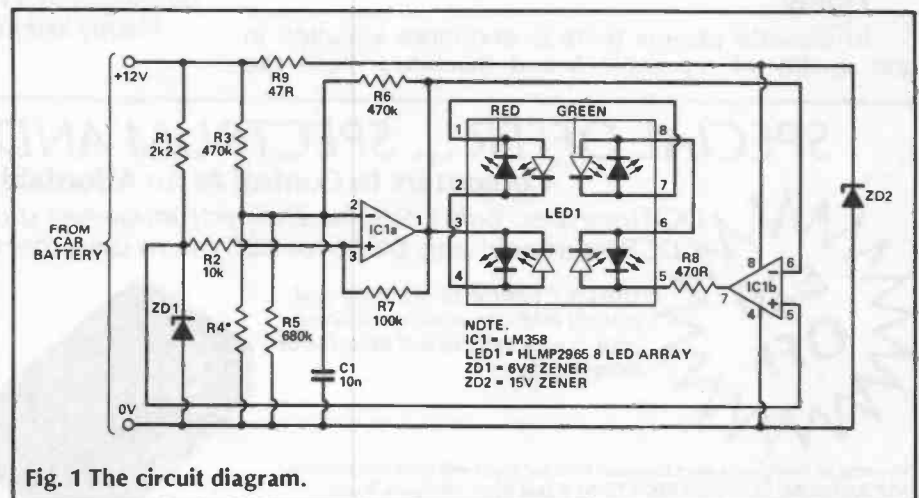 +12V
R9
47R
R6
470k
R1
2k2
R3
470k
RED GREEN
1 8
2 7
LED1
3 6
4 5
2
3
1
IC1a
ZD2
FROM
CAR
BATTERY
R2
10k
R7
100k
R8
470R
8 6
7
IC1b
4 5
ZD1
R4*
R5
680k
C1
10n
NOTE.
IC1 = LM358
LED1 = HLMP2965 8 LED ARRAY
ZD1 = 6V8 ZENER
ZD2 = 15V ZENER
0V
Fig. 1 The circuit diagram.